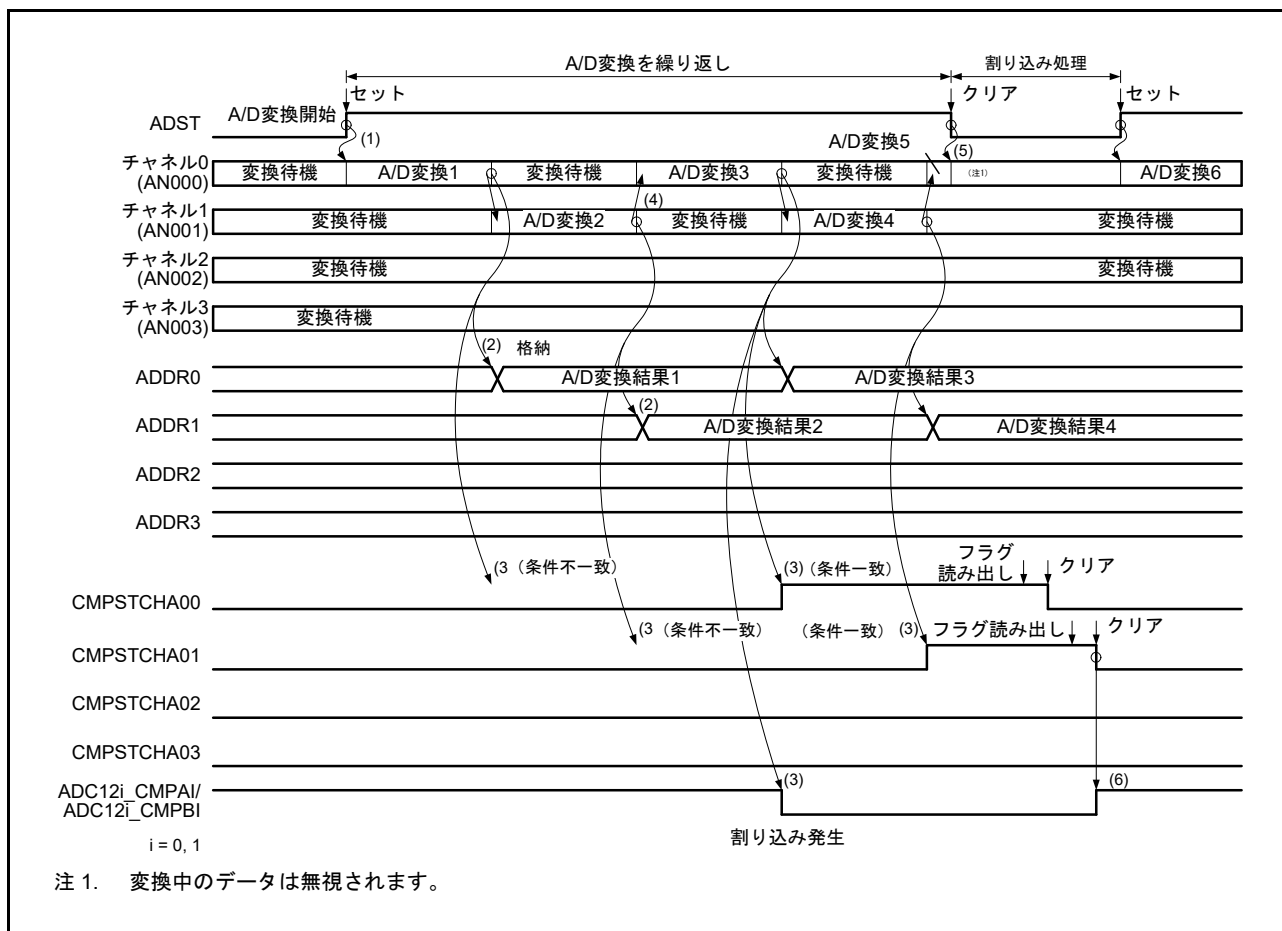 A/D変換を繰り返し 割り込み処理
セット クリア セット
ADST A/D変換開始
(1) A/D変換5 (5)
チャネル0
(AN000) 変換待機 A/D変換1 変換待機 A/D変換3 変換待機 (注1) A/D変換6
(4)
チャネル1
(AN001) 変換待機 A/D変換2 変換待機 A/D変換4 変換待機
チャネル2
(AN002) 変換待機 変換待機
チャネル3
(AN003) 変換待機
(2) 格納
ADDR0 A/D変換結果1 A/D変換結果3
(2)
ADDR1 A/D変換結果2 A/D変換結果4
ADDR2
ADDR3
(3 (条件不一致) (3) (条件一致) フラグ
読み出し クリア
CMPSTCHA00
(3 (条件不一致) (条件一致) (3) フラグ読み出し クリア
CMPSTCHA01
CMPSTCHA02
CMPSTCHA03
ADC12i_CMPAI/
ADC12i_CMPBI (3) (6)
割り込み発生
i = 0, 1
注 1. 変換中のデータは無視されます。